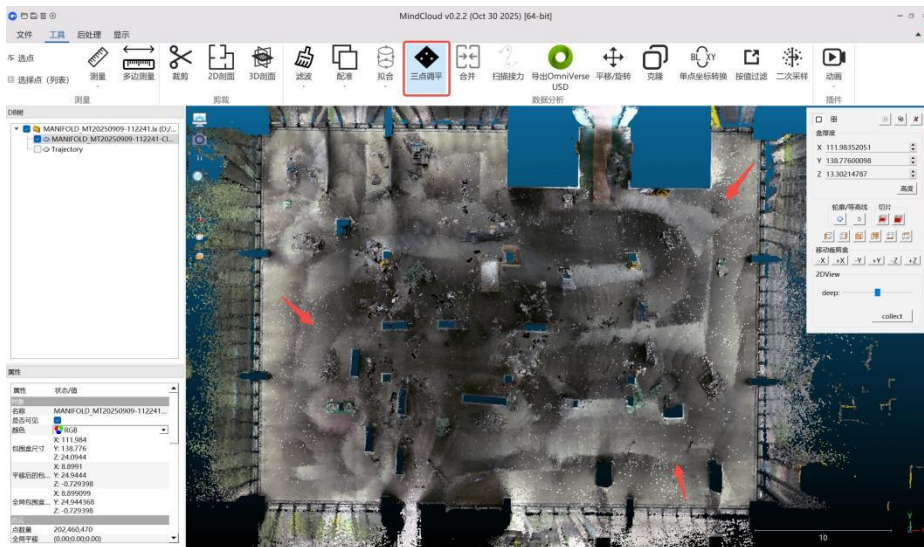 MindCloud v0.2.2 (Oct 30 2025) [64-bit]
文件 工具 后处理 显示
选点
选择点（列表）
测量 多边测量 裁剪 2D剖面 3D剖面 滤波 配准 拟合 三点调平 合并 扫描接力 导出OmniVerse USD 平移/旋转 克隆 单点坐标转换 按值过滤 二次采样 动画
测量 剪裁 数据分析 插件
DB树
MANIFOLD_MT20250909-112241.lx (D:/...
MANIFOLD_MT20250909-112241-Cl...
Trajectory
属性
属性 状态/值
名称 MANIFOLD_MT20250909-112241...
是否可见
颜色 RGB
包围盒尺寸
X: 111.984
Y: 138.776
Z: 24.0944
平移后的包...
X: 8.8991
Y: 24.9444
Z: -0.729398
全局包围盒...
X: 8.899099
Y: 24.944368
Z: -0.729398
点数量 202,460,470
全局平移 (0.00;0.00;0.00)
盒厚度
X 111.98352051
Y 138.77600098
Z 13.30214787
高度
轮廓/等高线 切片
移动裁剪盒
-X +X -Y +Y -Z +Z
2DView
deep:
collect
10